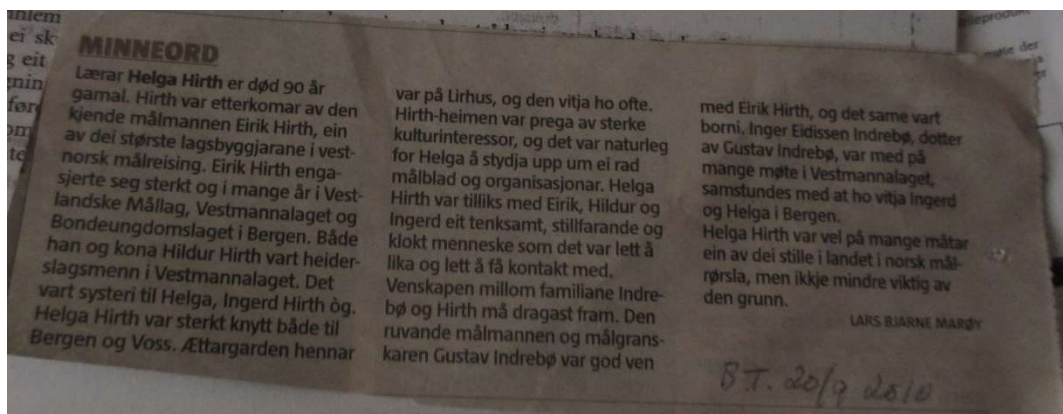 MINNEORD
Lærar Helga Hirth er død 90 år
gamal. Hirth var etterkomar av den
kjende målmannen Eirik Hirth, ein
av dei største lagsbyggjarane i vest-
norsk målreising. Eirik Hirth enga-
sjerte seg sterkt og i mange år i Vest-
landske Mållag, Vestmannalaget og
Bondeungdomslaget i Bergen. Både
han og kona Hildur Hirth vart heider-
slagsmenn i Vestmannalaget. Det
vart systeri til Helga, Ingerd Hirth òg.
Helga Hirth var sterkt knytt både til
Bergen og Voss. Ættargarden hennar
var på Lirhus, og den vitja ho ofte.
Hirth-heimen var prega av sterke
kulturinteressor, og det var naturleg
for Helga å stydja upp um ei rad
målblad og organisasjonar. Helga
Hirth var tilliks med Eirik, Hildur og
Ingerd eit tenksamt, stillfarande og
klokt menneske som det var lett å
lika og lett å få kontakt med.
Venskapen millom familiane Indre-
bø og Hirth må dragast fram. Den
ruvande målmannen og målgrans-
karen Gustav Indrebø var god ven
med Eirik Hirth, og det same vart
borni. Inger Eidissen Indrebø, dotter
av Gustav Indrebø, var med på
mange møte i Vestmannalaget,
samstundes med at ho vitja Ingerd
og Helga i Bergen.
Helga Hirth var vel på mange måtar
ein av dei stille i landet i norsk mål-
rørsla, men ikkje mindre viktig av
den grunn.
LARS BJARNE MARØY
B.T. 20/9 2010